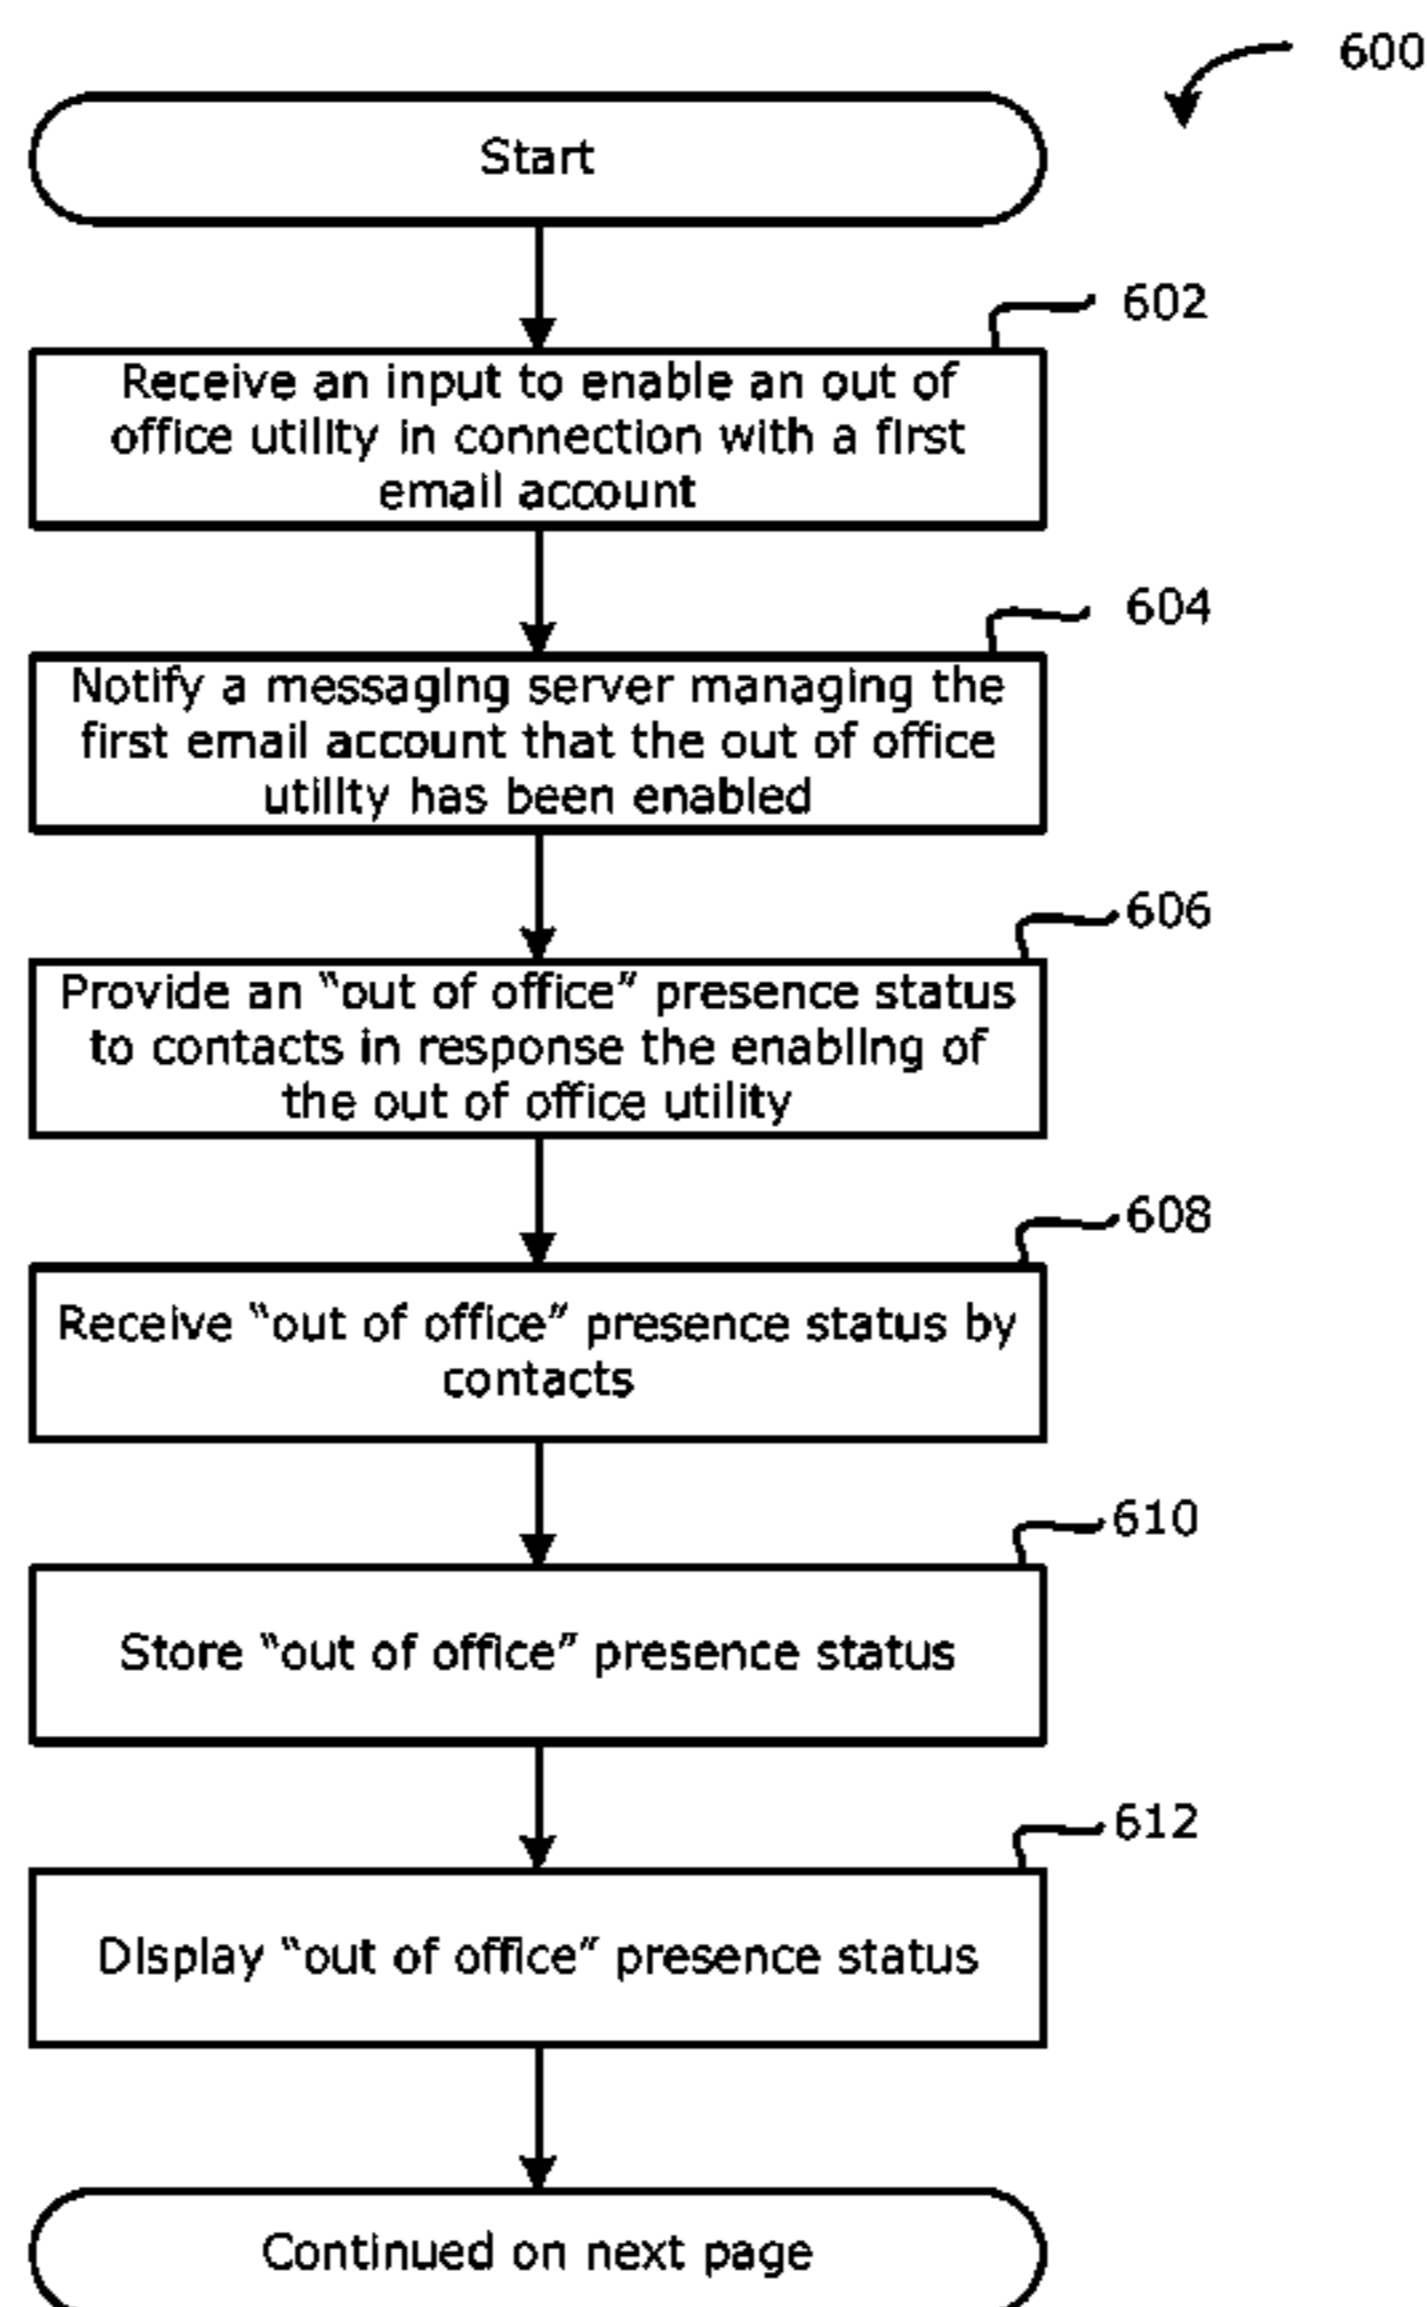 600
Start
602
Receive an input to enable an out of
office utility in connection with a first
email account
604
Notify a messaging server managing the
first email account that the out of office
utility has been enabled
606
Provide an “out of office” presence status
to contacts in response the enabling of
the out of office utility
608
Receive “out of office” presence status by
contacts
610
Store “out of office” presence status
612
Display “out of office” presence status
Continued on next page